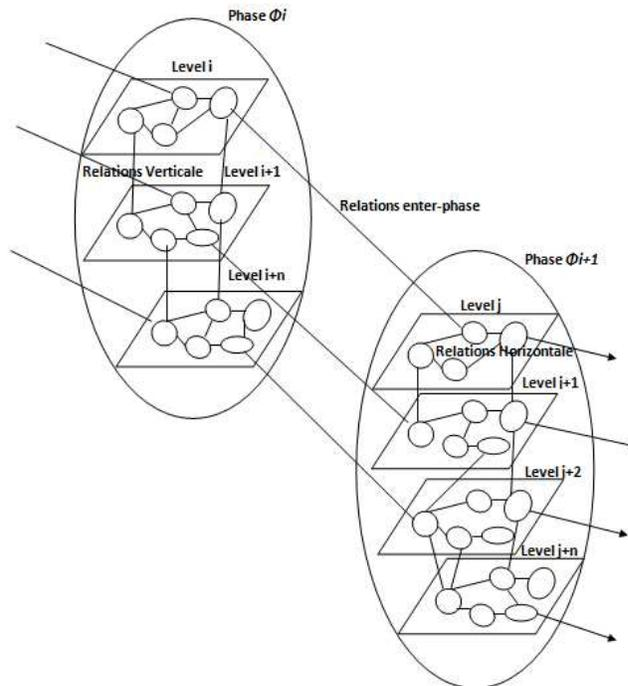 Phase Φi
Level i
Relations Verticale
Level i+1
Relations enter-phase
Level i+n
Phase Φi+1
Level j
Relations Horizontale
Level j+1
Level j+2
Level j+n